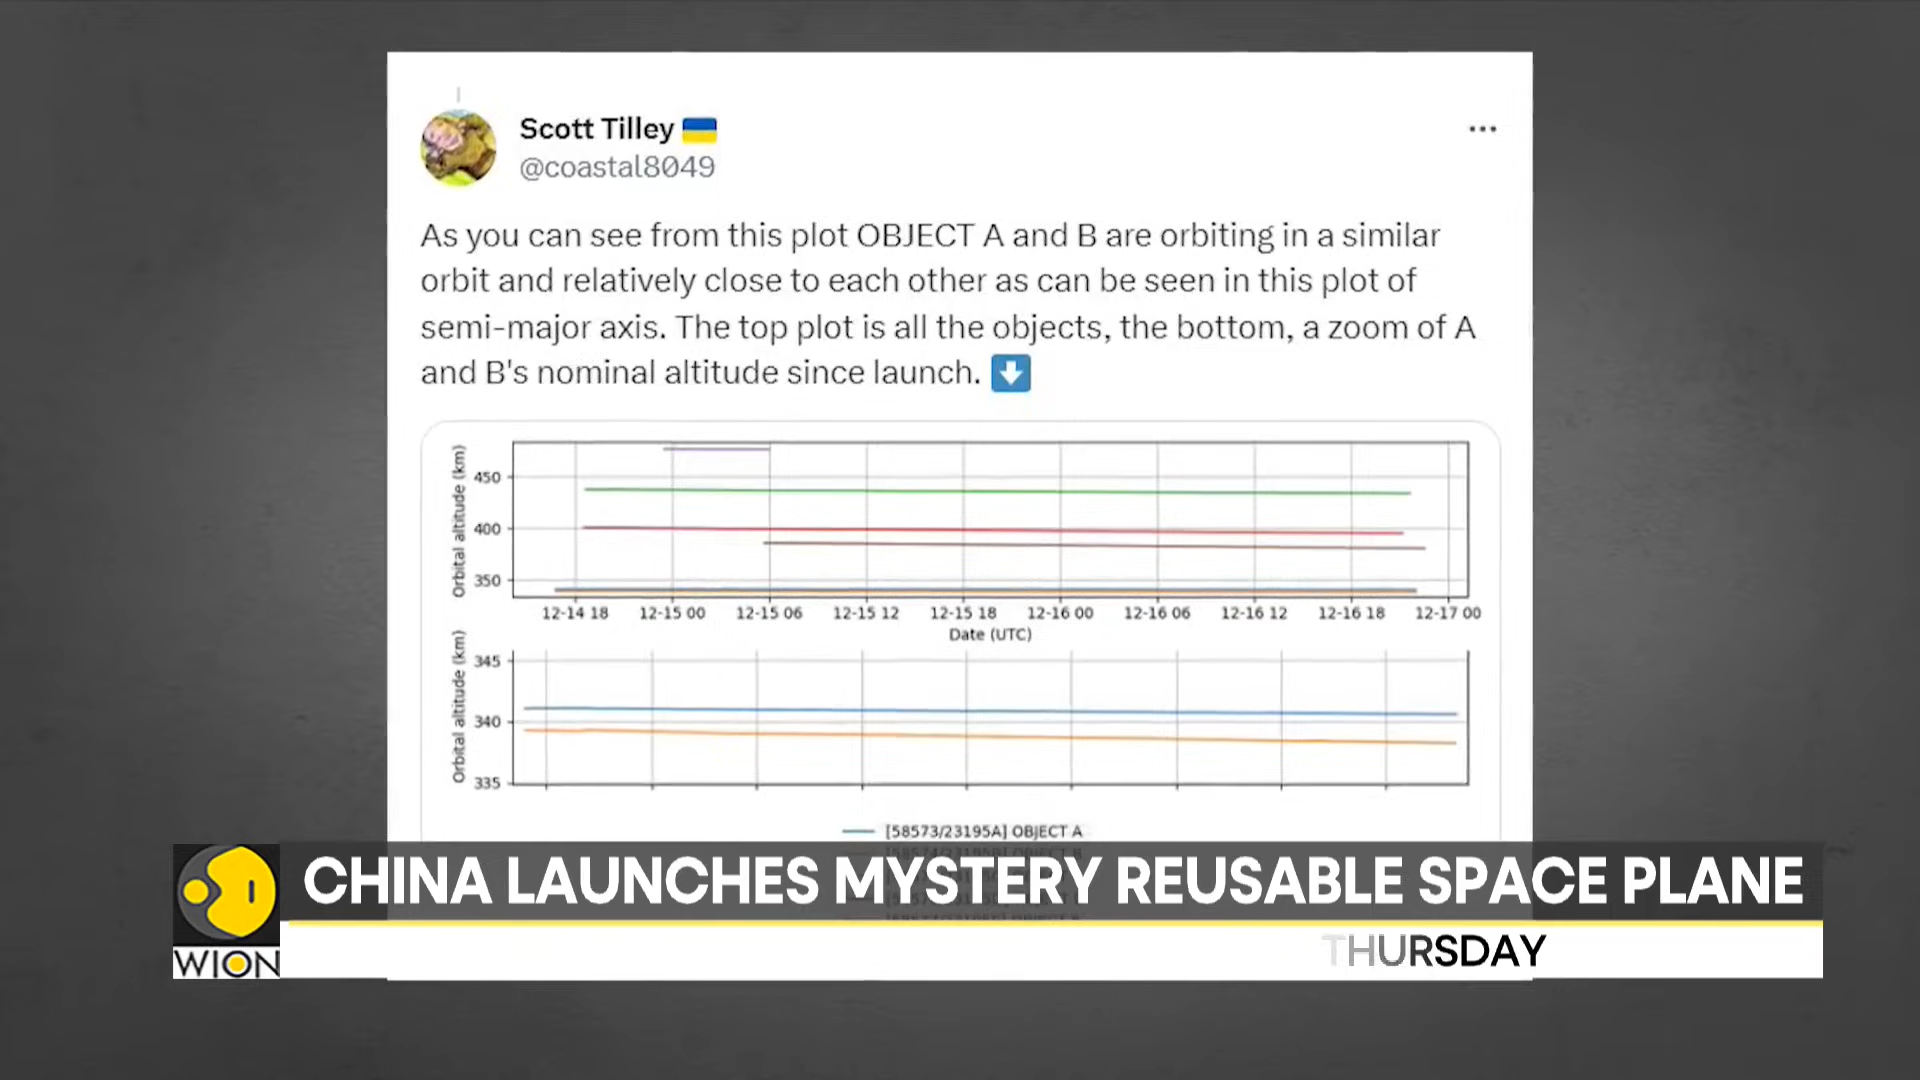 Scott Tilley
@coastal8049
As you can see from this plot OBJECT A and B are orbiting in a similar
orbit and relatively close to each other as can be seen in this plot of
semi-major axis. The top plot is all the objects, the bottom, a zoom of A
and B's nominal altitude since launch.
Orbital altitude (km)
450
400
350
12-14 18 12-15 00 12-15 06 12-15 12 12-15 18 12-16 00 12-16 06 12-16 12 12-16 18 12-17 00
Date (UTC)
Orbital altitude (km)
345
340
335
[58573/23195A] OBJECT A
CHINA LAUNCHES MYSTERY REUSABLE SPACE PLANE
THURSDAY
WION